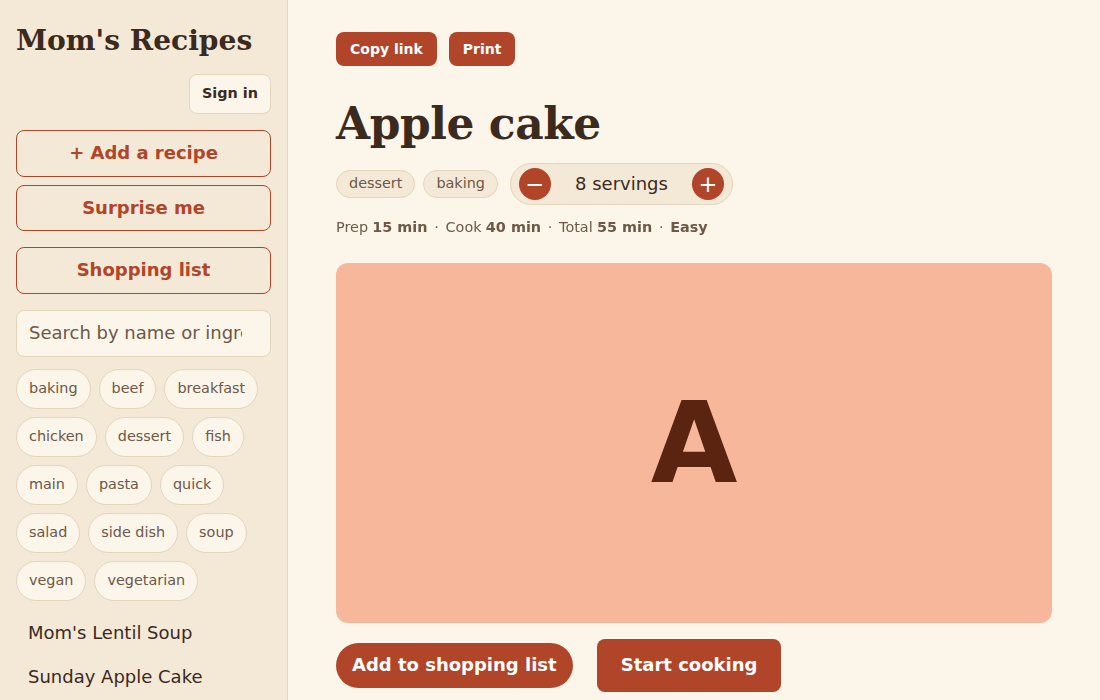 Mom's Recipes
Sign in
+ Add a recipe
Surprise me
Shopping list
Search by name or ingr
baking beef breakfast
chicken dessert fish
main pasta quick
salad side dish soup
vegan vegetarian
Mom's Lentil Soup
Sunday Apple Cake
Copy link Print
Apple cake
dessert baking − 8 servings +
Prep 15 min · Cook 40 min · Total 55 min · Easy
A
Add to shopping list Start cooking